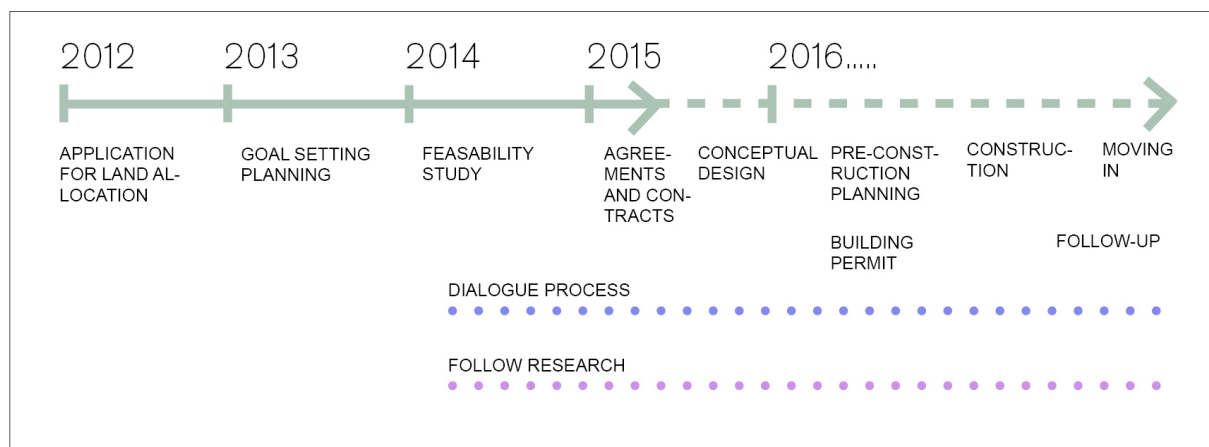 2012 2013 2014 2015 2016.....
APPLICATION
FOR LAND AL-
LOCATION
GOAL SETTING
PLANNING
FEASABILITY
STUDY
AGREE-
MENTS
AND CON-
TRACTS
CONCEPTUAL
DESIGN
PRE-CONST-
RUCTION
PLANNING
CONSTRUC-
TION
MOVING
IN
BUILDING
PERMIT
FOLLOW-UP
DIALOGUE PROCESS
FOLLOW RESEARCH